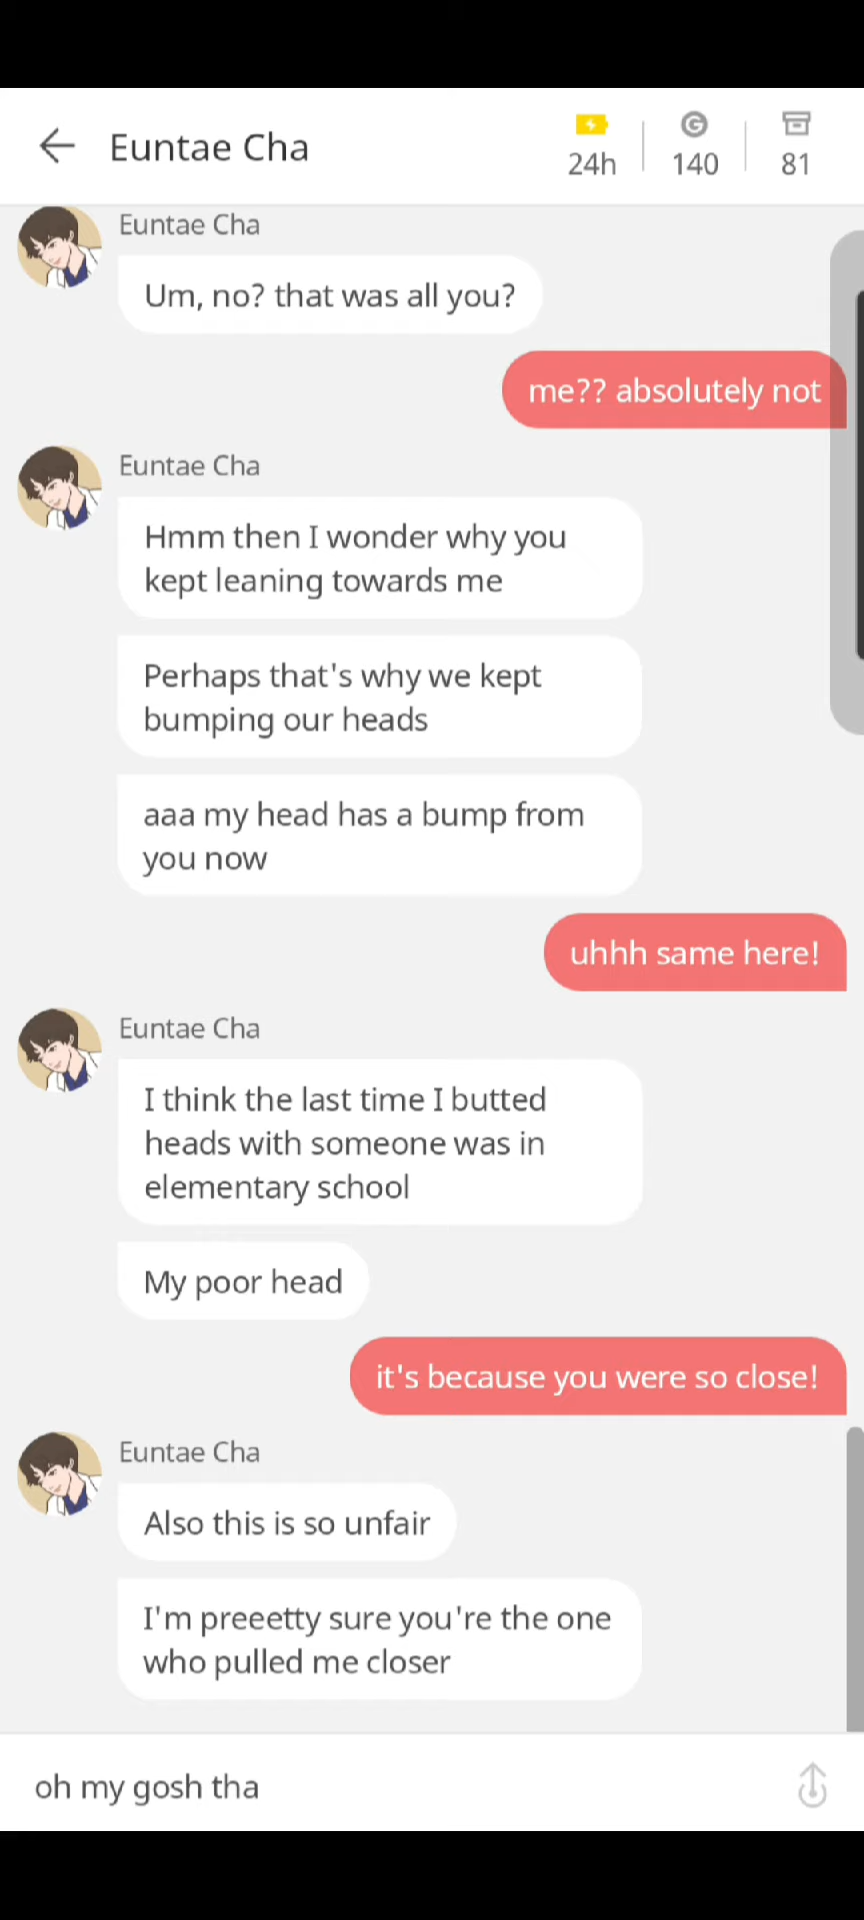 Euntae Cha
24h
140
81
Euntae Cha
Um, no? that was all you?
me?? absolutely not
Euntae Cha
Hmm then I wonder why you
kept leaning towards me
Perhaps that's why we kept
bumping our heads
aaa my head has a bump from
you now
uhhh same here!
Euntae Cha
I think the last time I butted
heads with someone was in
elementary school
My poor head
it's because you were so close!
Euntae Cha
Also this is so unfair
I'm preeetty sure you're the one
who pulled me closer
oh my gosh tha